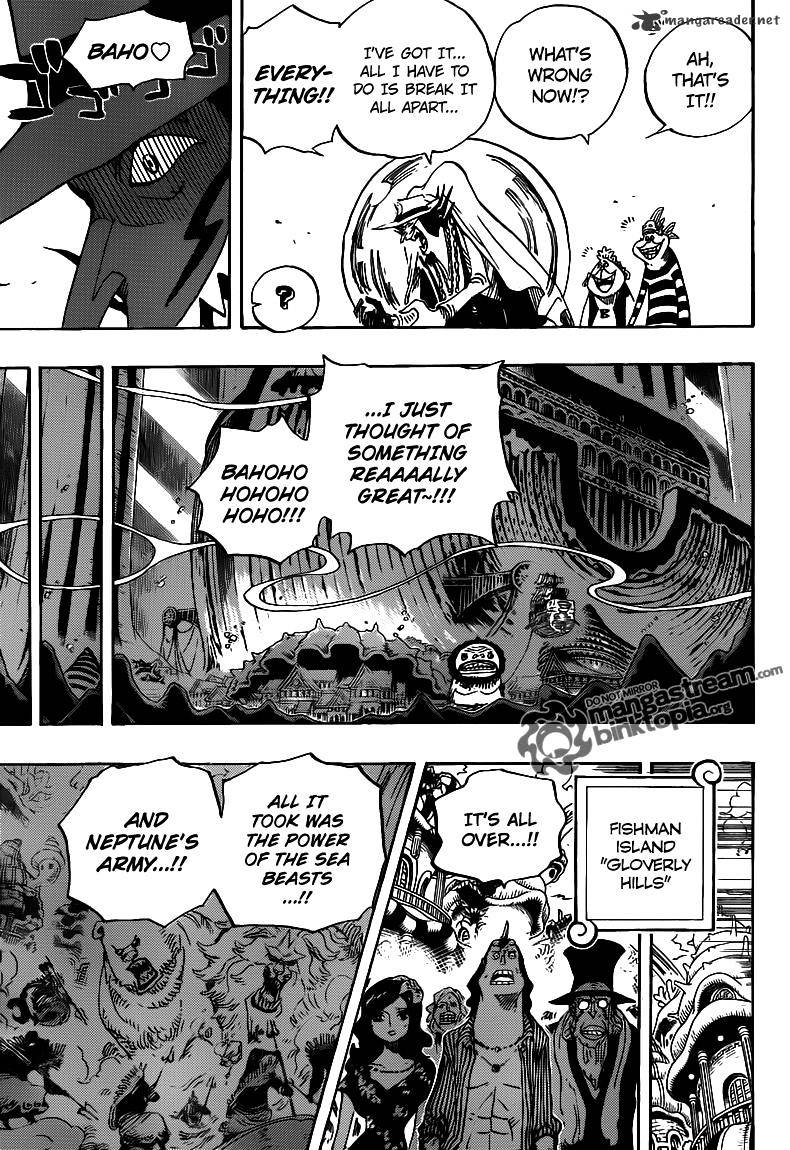 AH,
THAT'S
IT!!
WHAT'S
WRONG
NOW!?
I'VE GOT IT...
ALL I HAVE TO
DO IS BREAK IT
ALL APART...
EVERY-
THING!!
?
BAHO♡
...I JUST
THOUGHT OF
SOMETHING
REAAAALLY
GREAT~!!!
BAHOHO
HOHOHO
HOHO!!!
FISHMAN
ISLAND
"GLOVERLY
HILLS"
IT'S ALL
OVER...!!
ALL IT
TOOK WAS
THE POWER
OF THE SEA
BEASTS
...!!
AND
NEPTUNE'S
ARMY...!!
B
mangareader.net
DO NOT MIRROR
mangastream.com
binktopia.org